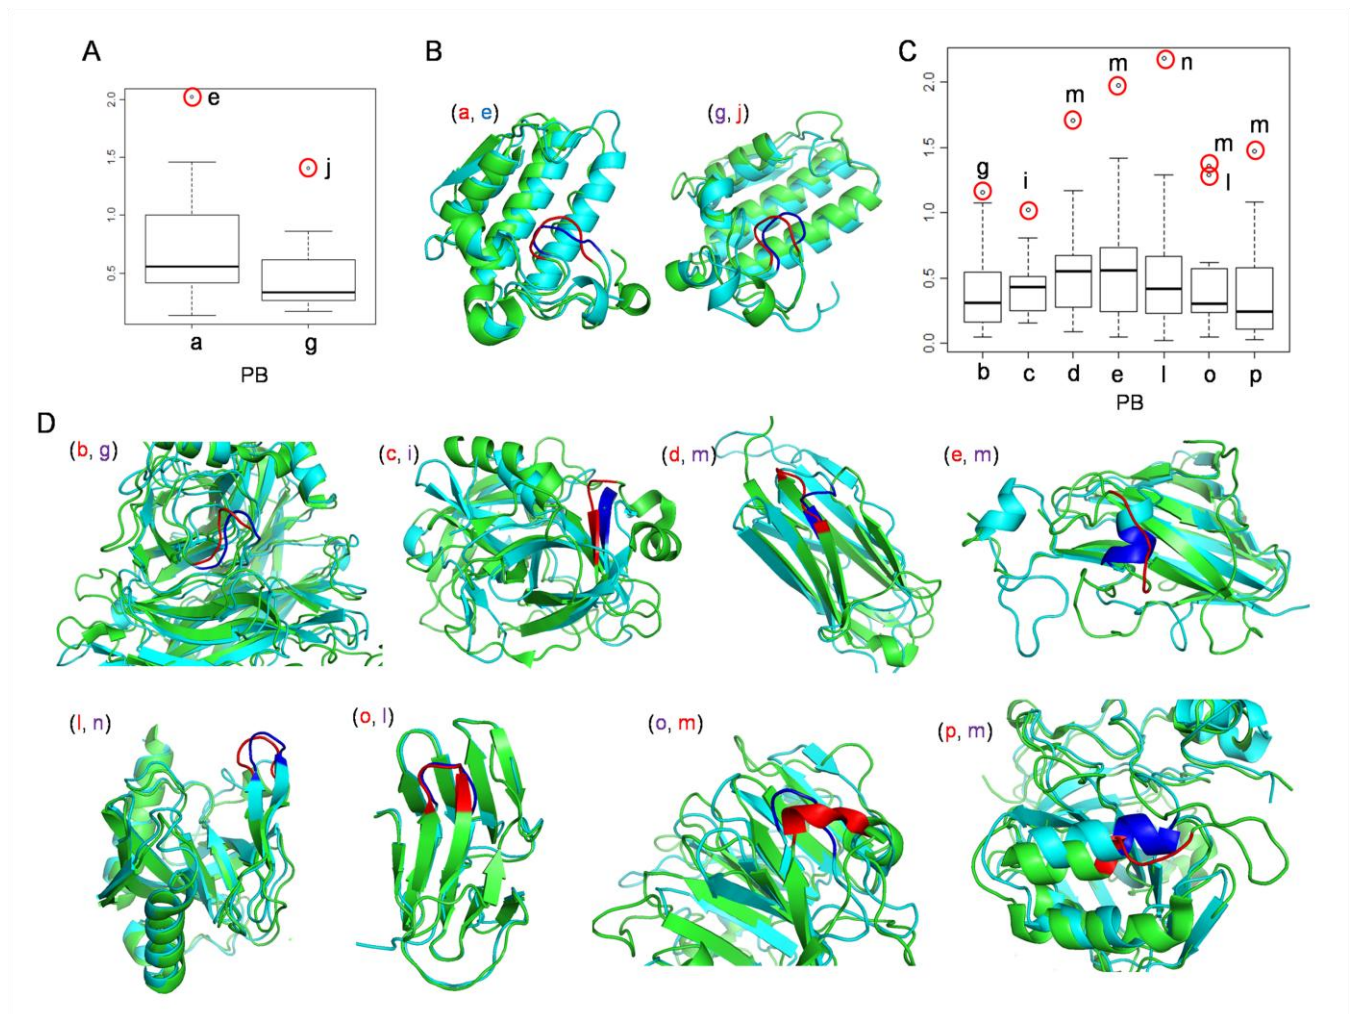 A
2.0
1.5
1.0
0.5
e
j
a
g
PB
B
(a, e)
(g, j)
C
2.0
1.5
1.0
0.5
0.0
g
i
m
m
n
m
l
m
b
c
d
e
l
o
p
PB
D
(b, g)
(c, i)
(d, m)
(e, m)
(l, n)
(o, l)
(o, m)
(p, m)